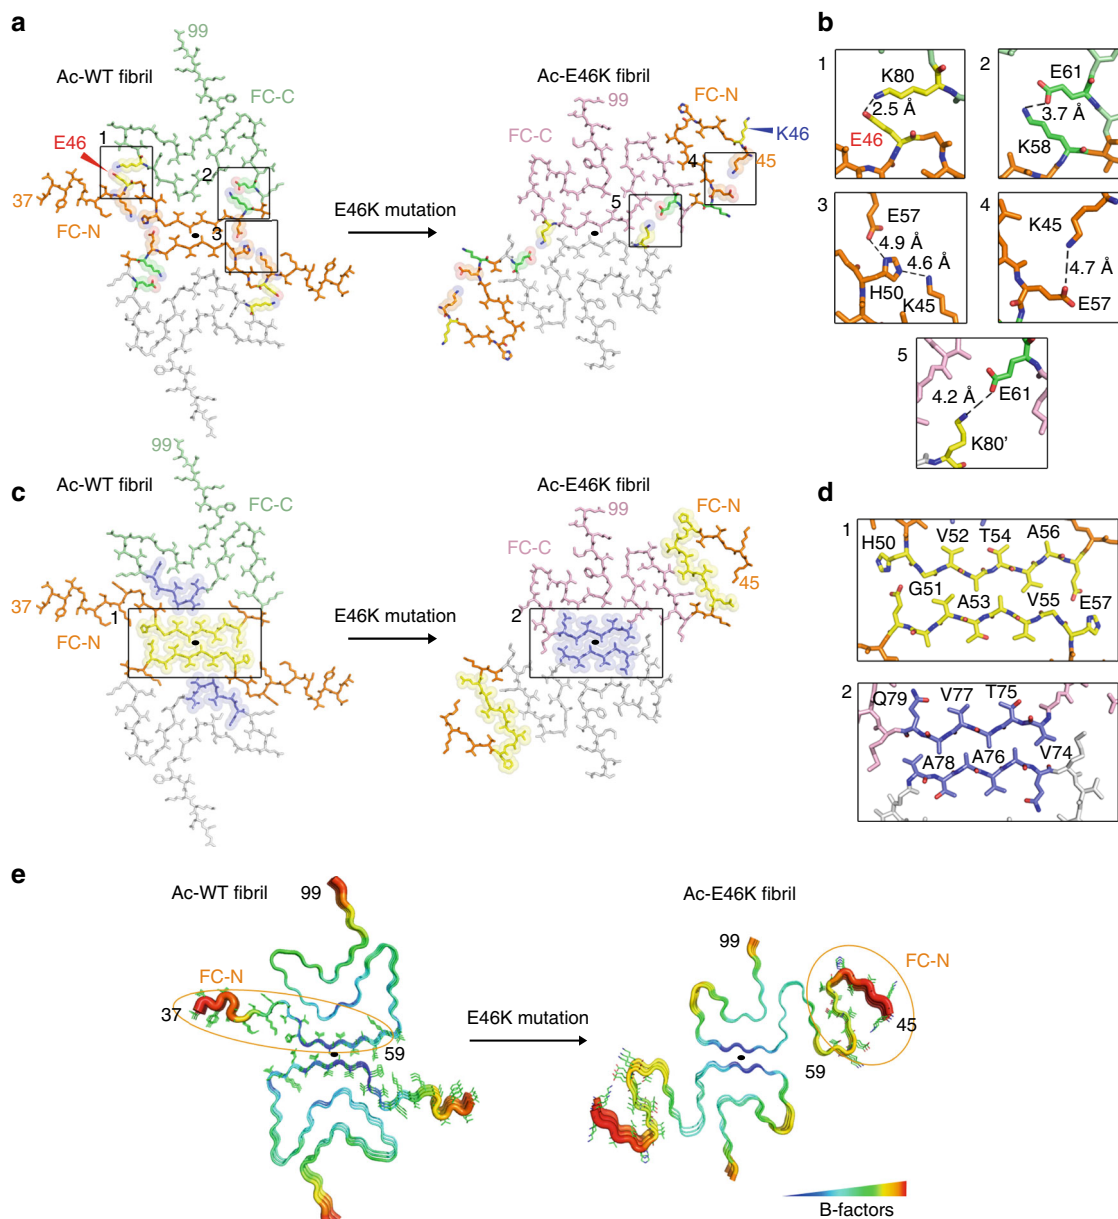 a
99
Ac-WT fibril
FC-C
E46
1
2
37
FC-N
3
E46K mutation
Ac-E46K fibril
99
FC-N
FC-C
K46
4
45
5
b
1
K80
2.5 Å
E46
2
E61
3.7 Å
K58
3
E57
4.9 Å
4.6 Å
H50
K45
4
K45
4.7 Å
E57
5
4.2 Å
E61
K80'
c
99
Ac-WT fibril
FC-C
37
1
FC-N
E46K mutation
Ac-E46K fibril
99
FC-N
FC-C
45
2
d
1
H50
V52
T54
A56
G51
A53
V55
E57
2
Q79
V77
T75
A78
A76
V74
e
Ac-WT fibril
99
FC-N
37
59
E46K mutation
Ac-E46K fibril
99
FC-N
45
59
B-factors